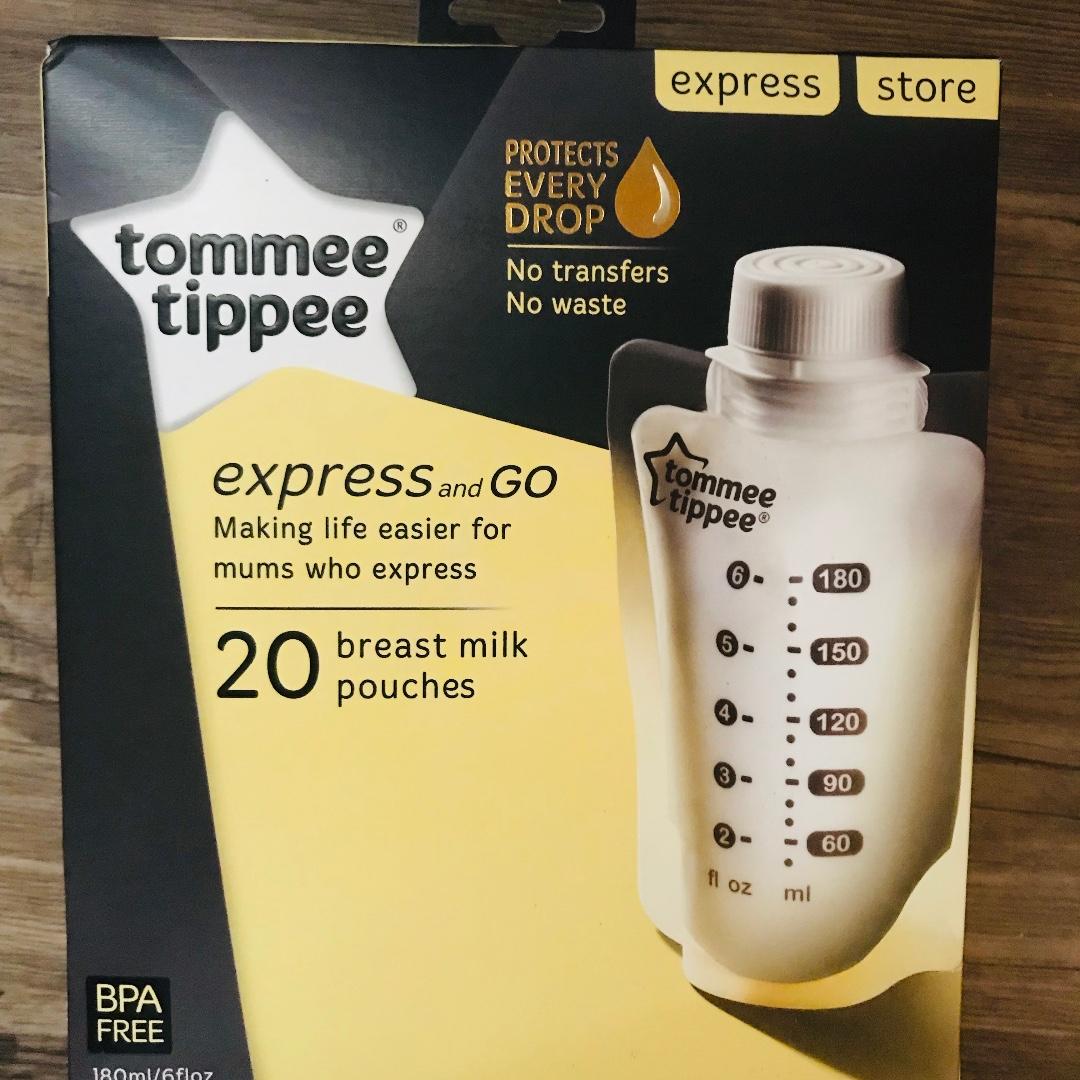 express
store
PROTECTS
EVERY
DROP
No transfers
No waste
tommee®
tippee
express and GO
Making life easier for
mums who express
20 breast milk
pouches
tommee
tippee®
6 180
5 150
4 120
3 90
2 60
fl oz ml
BPA
FREE
180ml/6floz